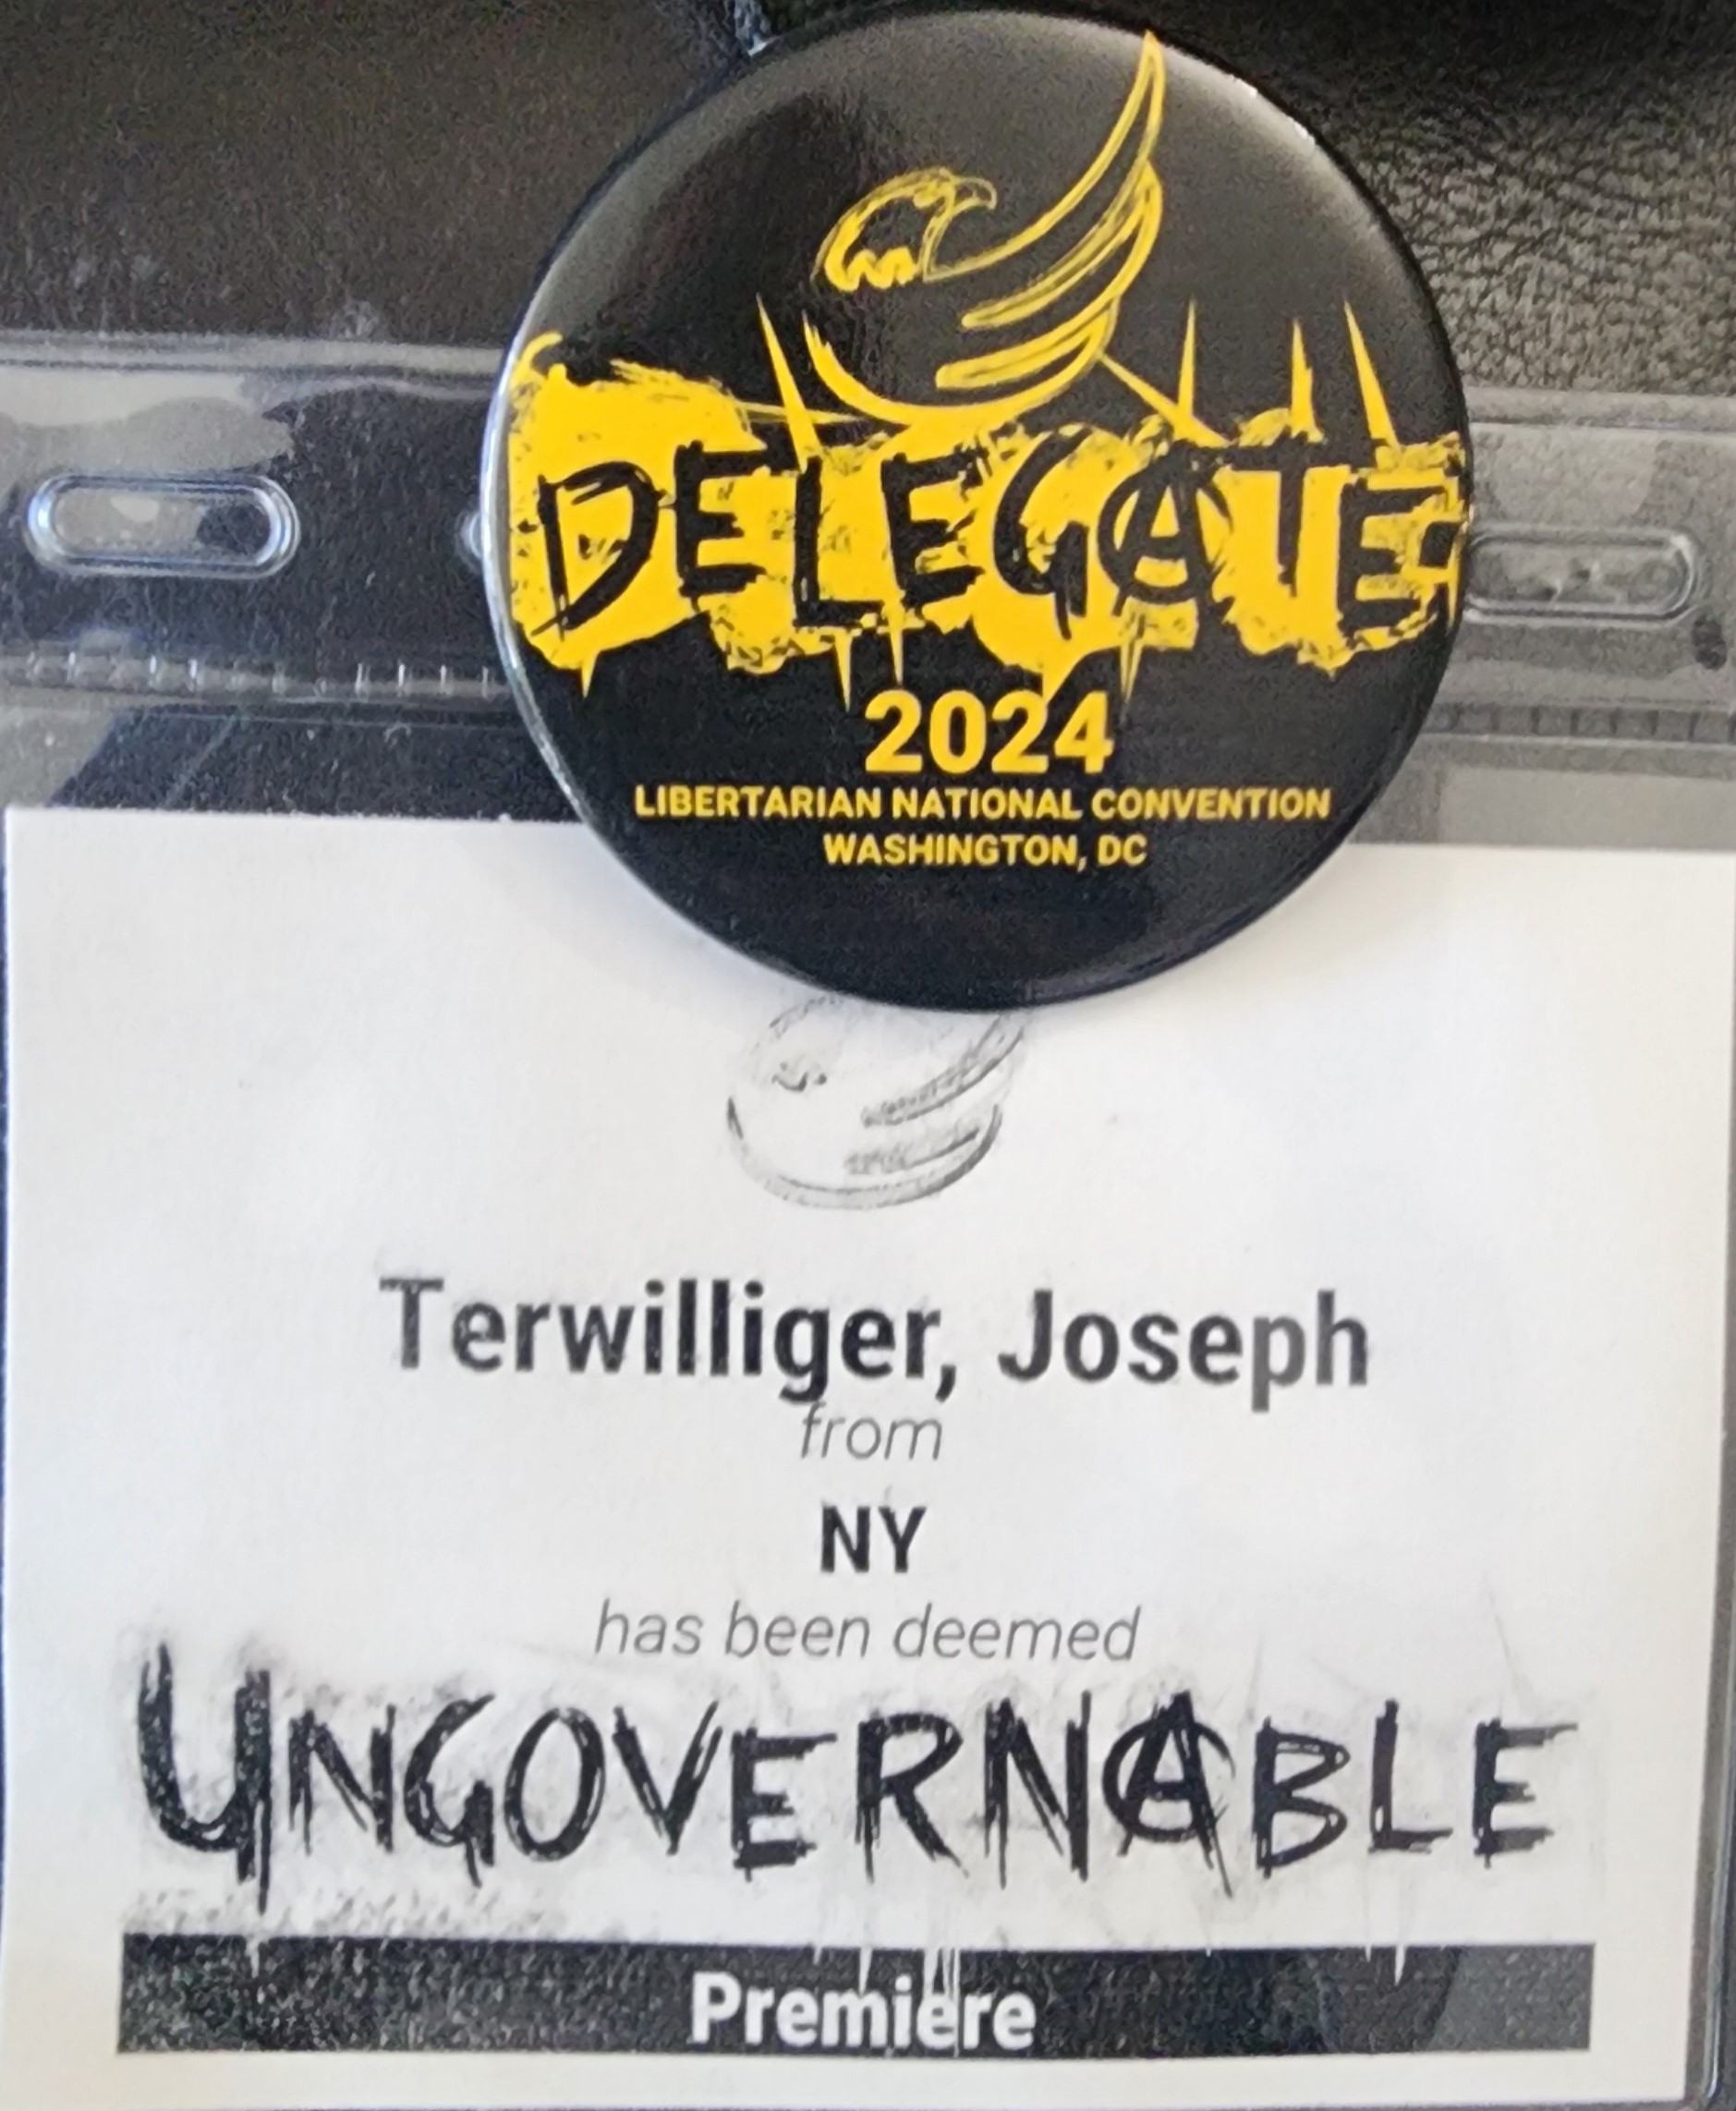 DELEGATE
2024
LIBERTARIAN NATIONAL CONVENTION
WASHINGTON, DC
Terwilliger, Joseph
from
NY
has been deemed
UNGOVERNABLE
Premiere